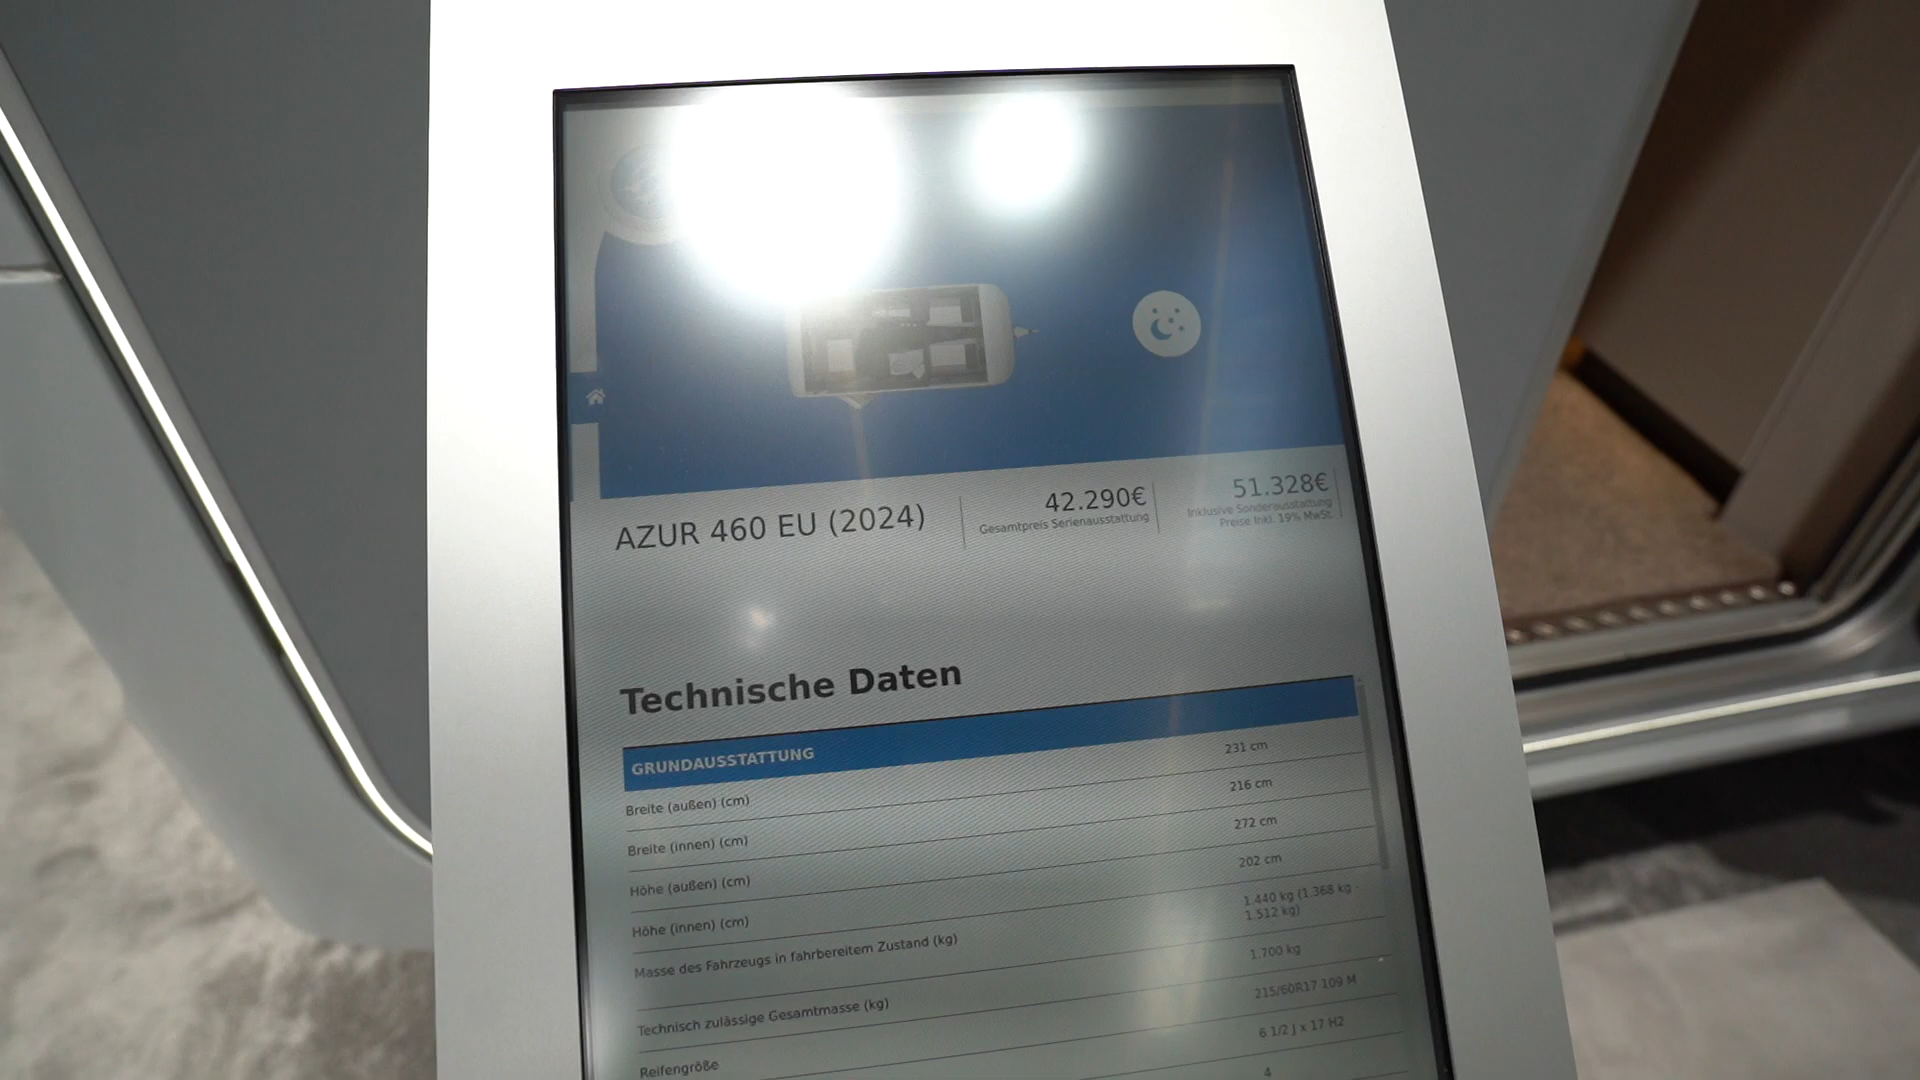 AZUR 460 EU (2024)
42.290€
Gesamtpreis Serienausstattung
51.328€
Inklusive Sonderausstattung
Preise Inkl. 19% MwSt.
Technische Daten
GRUNDAUSSTATTUNG
Breite (außen) (cm) 231 cm
Breite (innen) (cm) 216 cm
Höhe (außen) (cm) 272 cm
Höhe (innen) (cm) 202 cm
Masse des Fahrzeugs in fahrbereitem Zustand (kg) 1.440 kg (1.368 kg -
1.512 kg)
Technisch zulässige Gesamtmasse (kg) 1.700 kg
Reifengröße 215/60R17 109 M
6 1/2 J x 17 H2
4